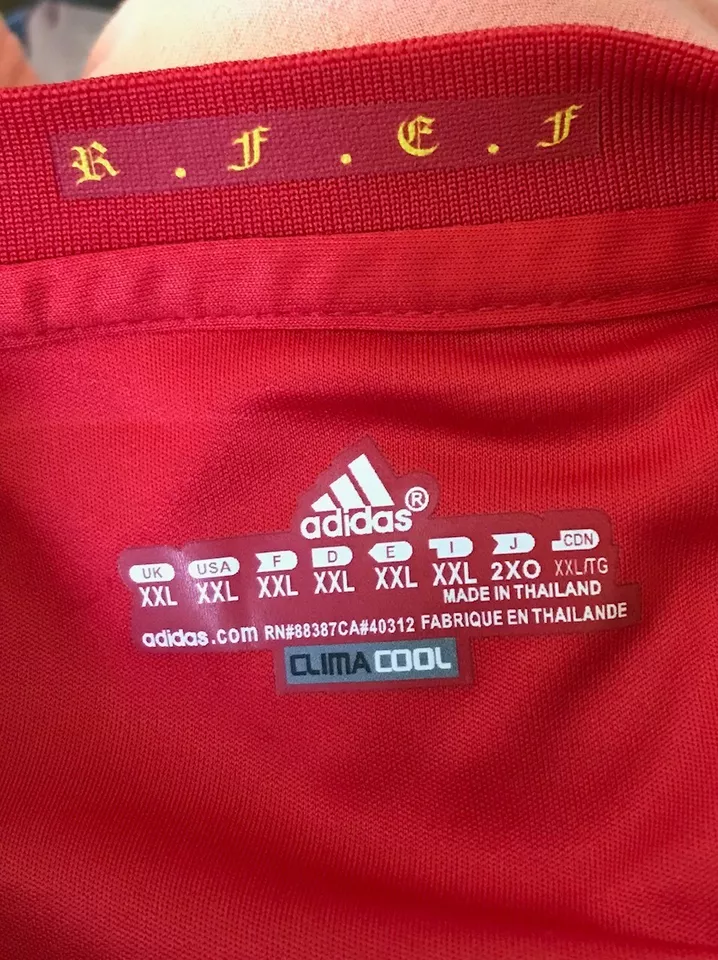 R . F . E . F
adidas®
UK USA F D E I J CDN
XXL XXL XXL XXL XXL XXL 2XO XXL/TG
MADE IN THAILAND
adidas.com RN#88387CA#40312 FABRIQUE EN THAILANDE
CLIMACOOL